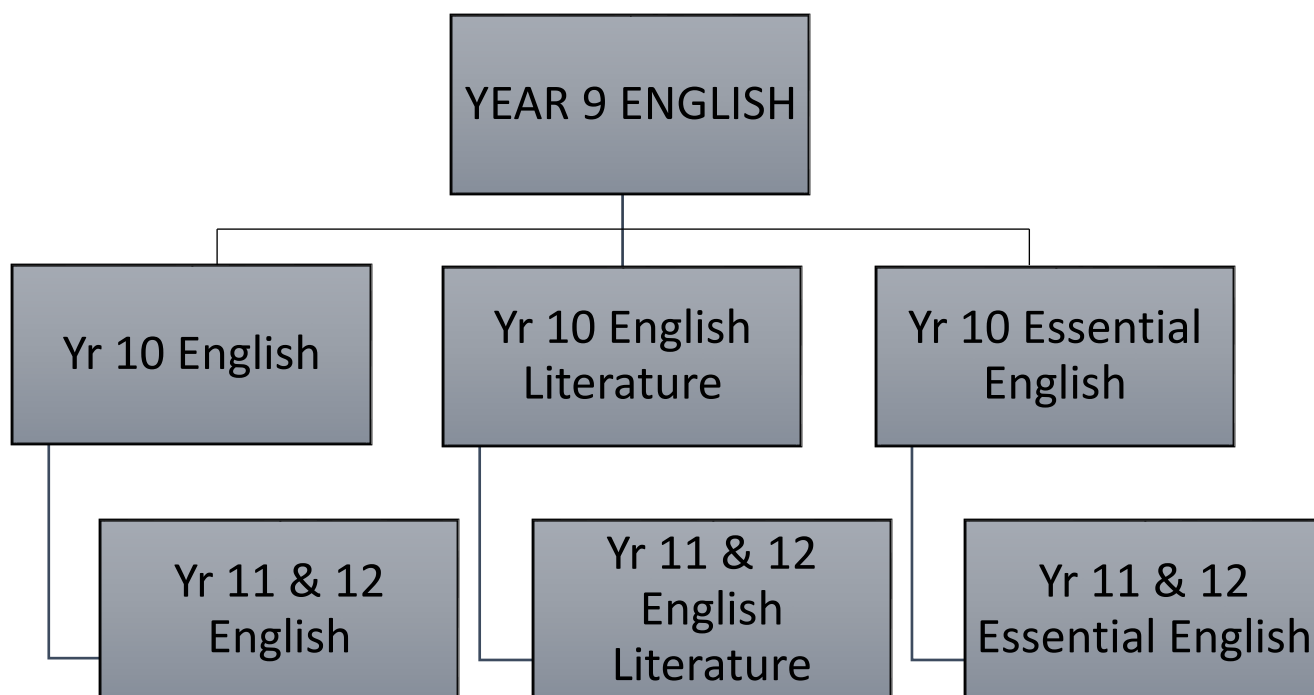 YEAR 9 ENGLISH
Yr 10 English
Yr 10 English
Literature
Yr 10 Essential
English
Yr 11 & 12
English
Yr 11 & 12
English
Literature
Yr 11 & 12
Essential English